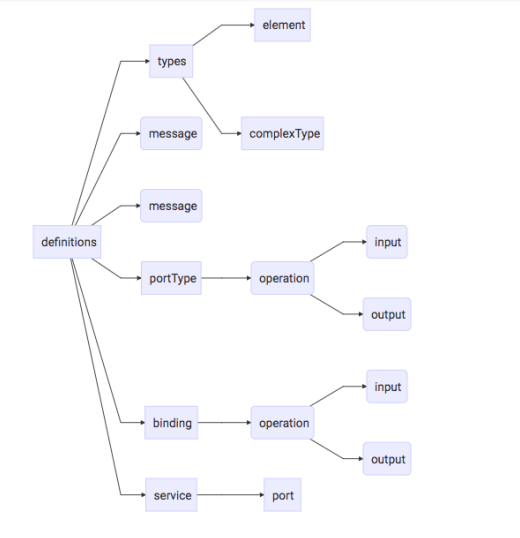 element
types
message
complexType
message
definitions
input
portType
operation
output
input
binding
operation
output
service
port